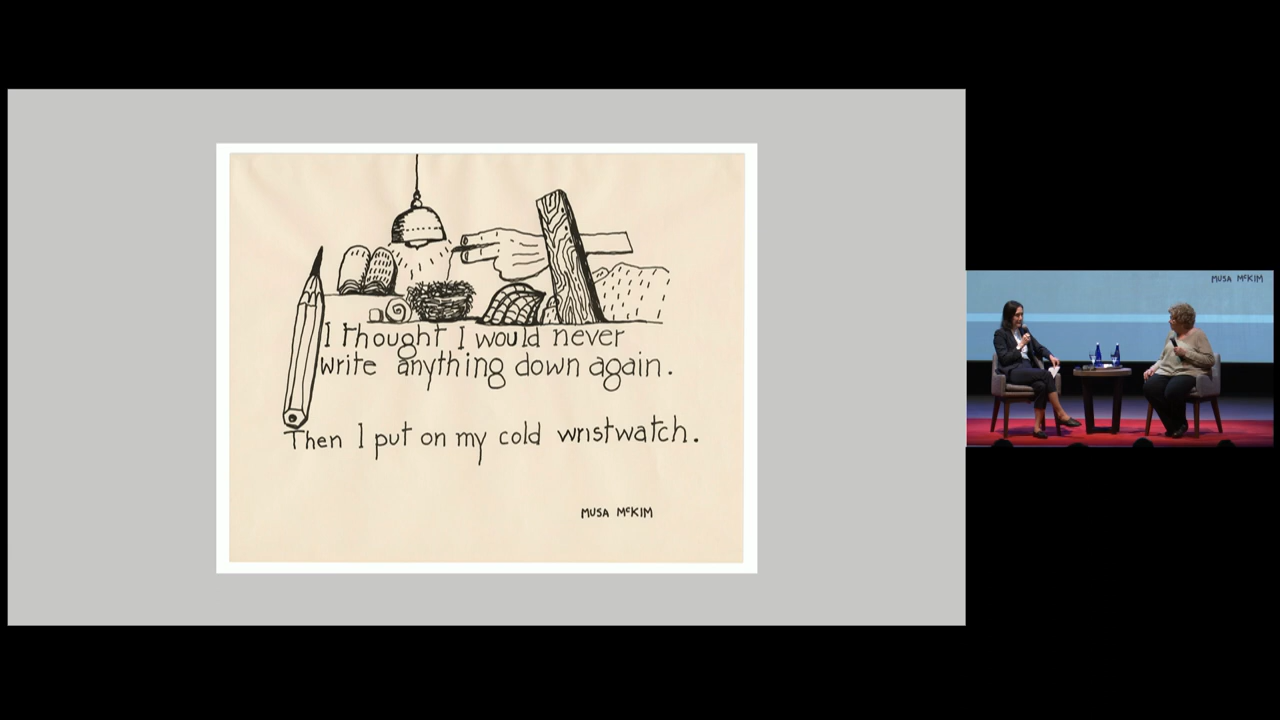 I thought I would never
write anything down again.
Then I put on my cold wristwatch.
MUSA McKIM
MUSA McKIM